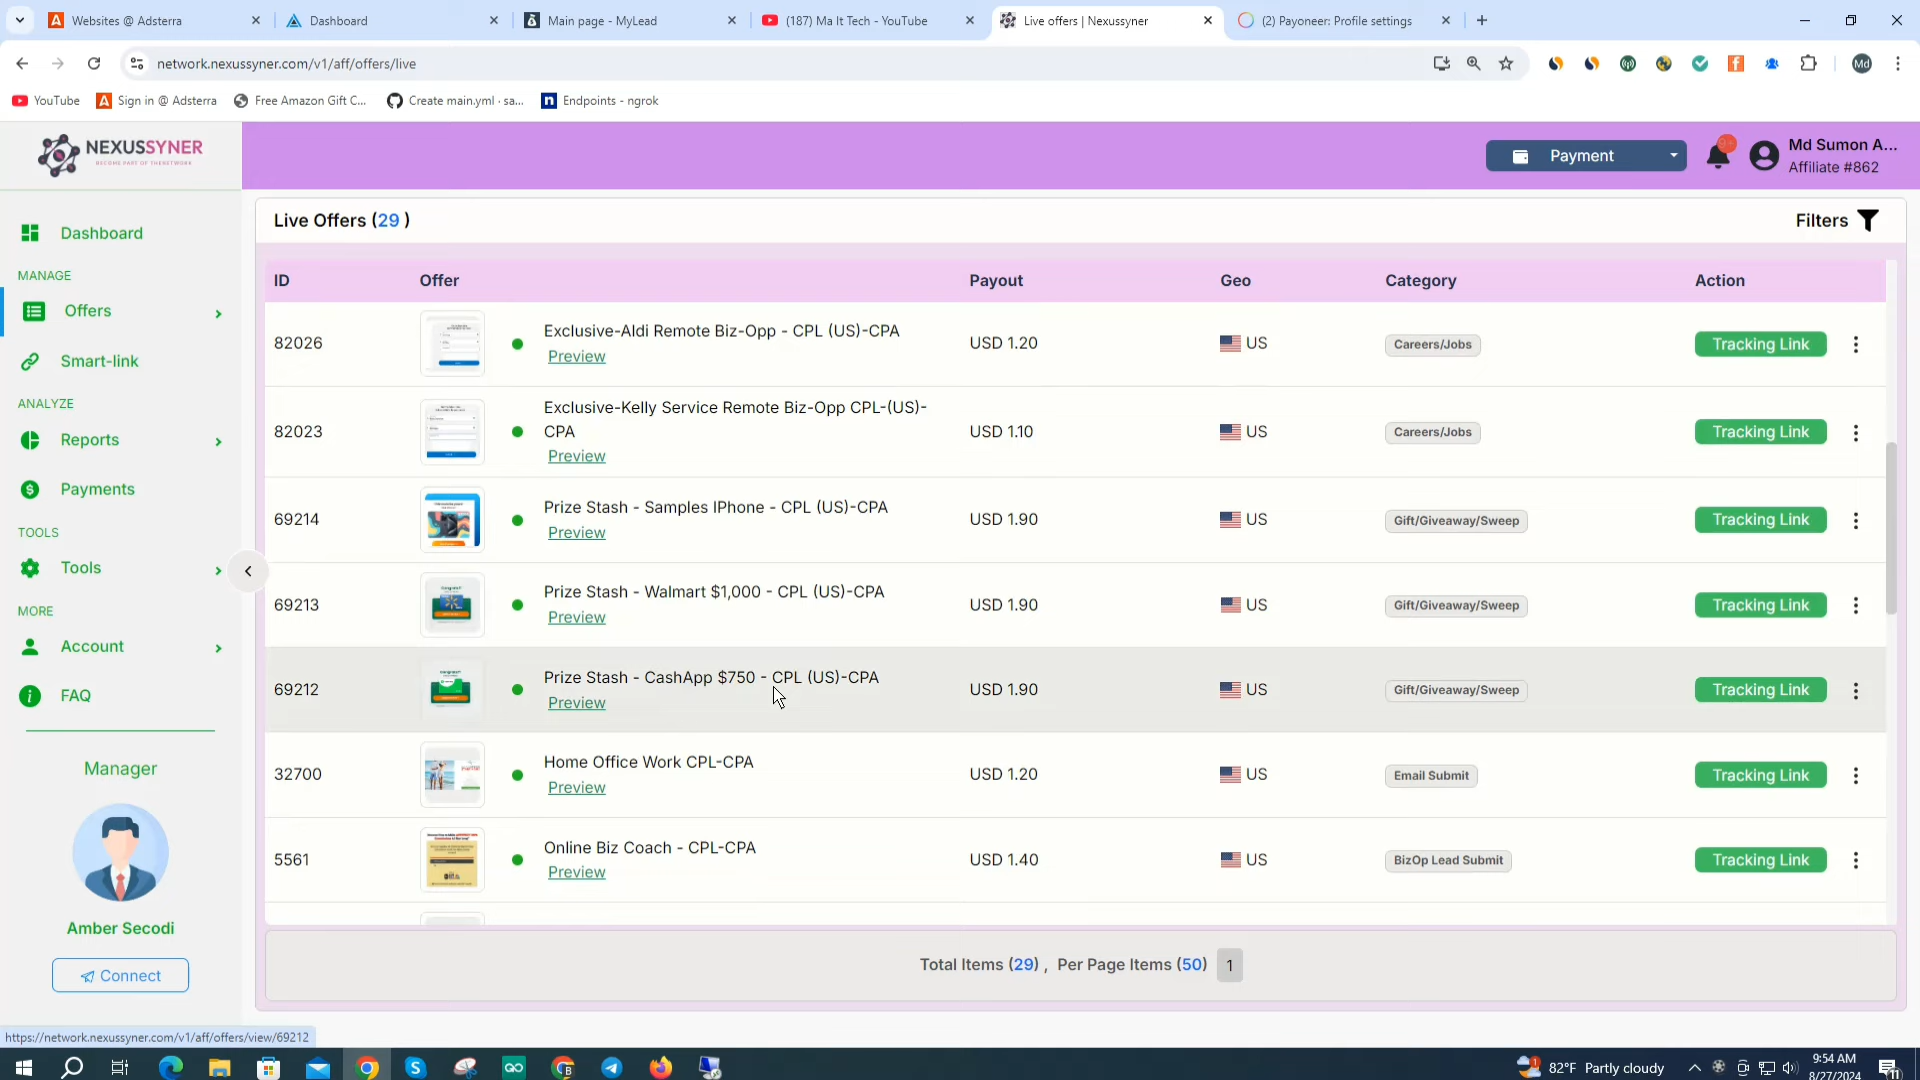 Websites @ Adsterra
Dashboard
Main page - MyLead
(187) Ma It Tech - YouTube
Live offers | Nexussyner
(2) Payoneer: Profile settings
network.nexussyner.com/v1/aff/offers/live
Md
YouTube
Sign in @ Adsterra
Free Amazon Gift C...
Create main.yml · sa...
Endpoints - ngrok
NEXUSSYNER
BECOME PART OF THE NETWORK
Payment
Md Sumon A...
Affiliate #862
Dashboard
MANAGE
Offers
Smart-link
ANALYZE
Reports
Payments
TOOLS
Tools
MORE
Account
FAQ
Manager
Amber Secodi
Connect
Live Offers (29 )
Filters
ID Offer Payout Geo Category Action
82026 Exclusive-Aldi Remote Biz-Opp - CPL (US)-CPA USD 1.20 US Careers/Jobs Tracking Link
Preview
82023 Exclusive-Kelly Service Remote Biz-Opp CPL-(US)-
CPA USD 1.10 US Careers/Jobs Tracking Link
Preview
69214 Prize Stash - Samples IPhone - CPL (US)-CPA USD 1.90 US Gift/Giveaway/Sweep Tracking Link
Preview
69213 Prize Stash - Walmart $1,000 - CPL (US)-CPA USD 1.90 US Gift/Giveaway/Sweep Tracking Link
Preview
69212 Prize Stash - CashApp $750 - CPL (US)-CPA USD 1.90 US Gift/Giveaway/Sweep Tracking Link
Preview
32700 Home Office Work CPL-CPA USD 1.20 US Email Submit Tracking Link
Preview
5561 Online Biz Coach - CPL-CPA USD 1.40 US BizOp Lead Submit Tracking Link
Preview
Total Items (29) , Per Page Items (50) 1
https://network.nexussyner.com/v1/aff/offers/view/69212
82°F Partly cloudy
9:54 AM
8/27/2024